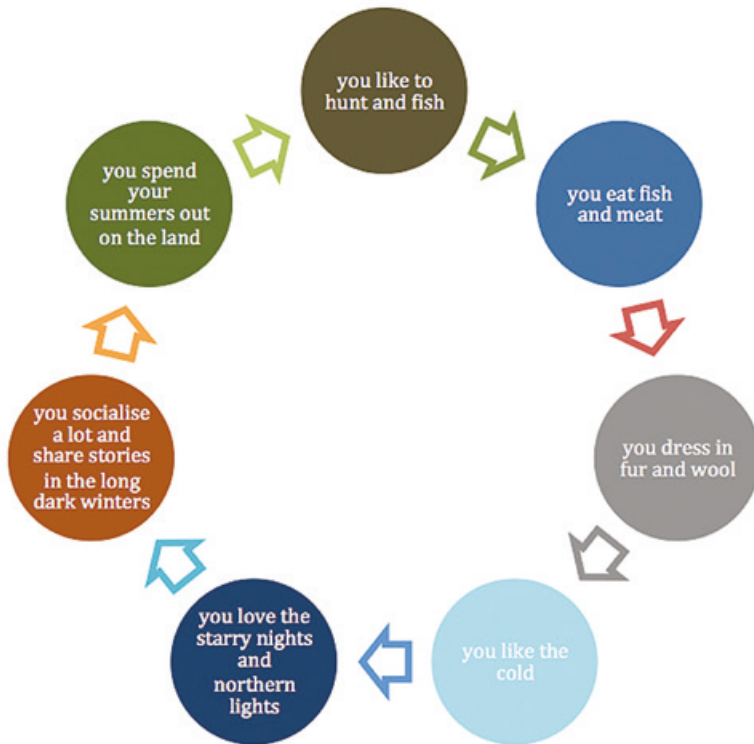 you like to
hunt and fish
you eat fish
and meat
you dress in
fur and wool
you like the
cold
you love the
starry nights
and
northern
lights
you socialise
a lot and
share stories
in the long
dark winters
you spend
your
summers out
on the land